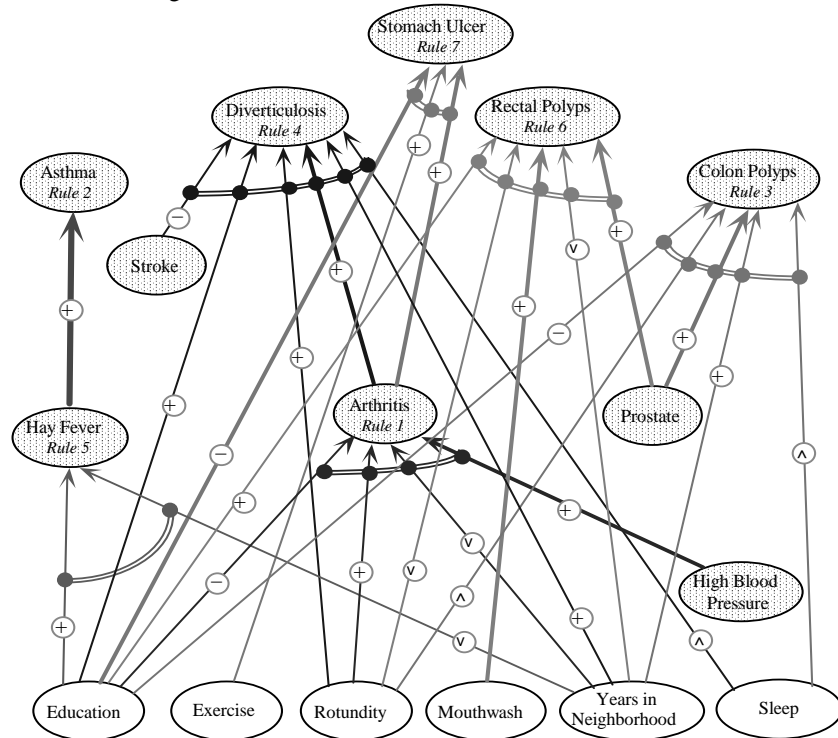 Stomach Ulcer
Rule 7
Diverticulosis
Rule 4
Rectal Polyps
Rule 6
Asthma
Rule 2
Colon Polyps
Rule 3
Stroke
Hay Fever
Rule 5
Arthritis
Rule 1
Prostate
High Blood
Pressure
Education
Exercise
Rotundity
Mouthwash
Years in
Neighborhood
Sleep
+
+
−
v
+
+
+
+
+
−
+
+
+
+
−
^
+
+
v
−
+
v
^
+
+
v
^